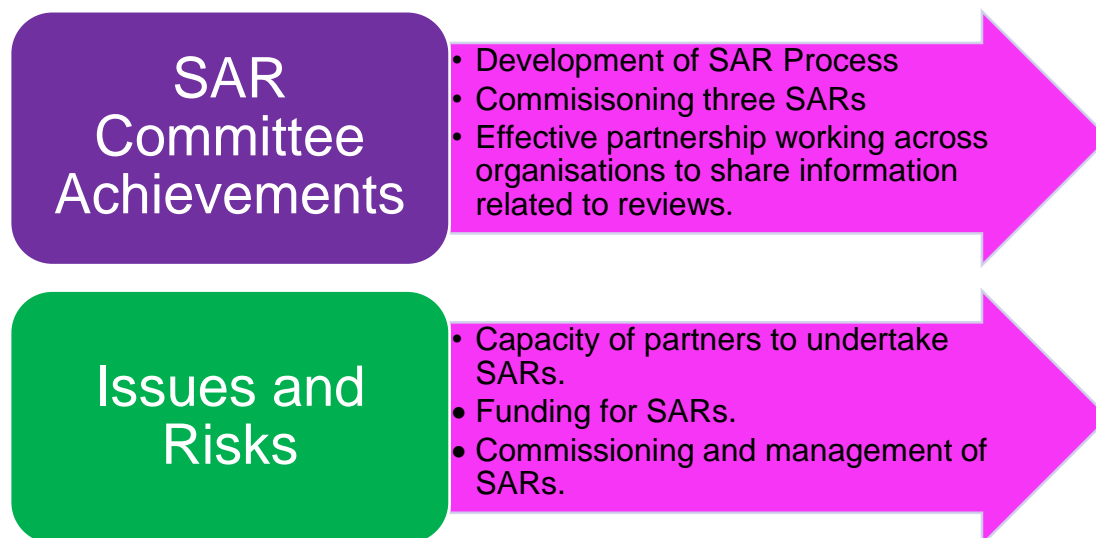 SAR
Committee
Achievements
• Development of SAR Process
• Commisisoning three SARs
• Effective partnership working across
organisations to share information
related to reviews.
Issues and
Risks
• Capacity of partners to undertake
SARs.
• Funding for SARs.
• Commissioning and management of
SARs.